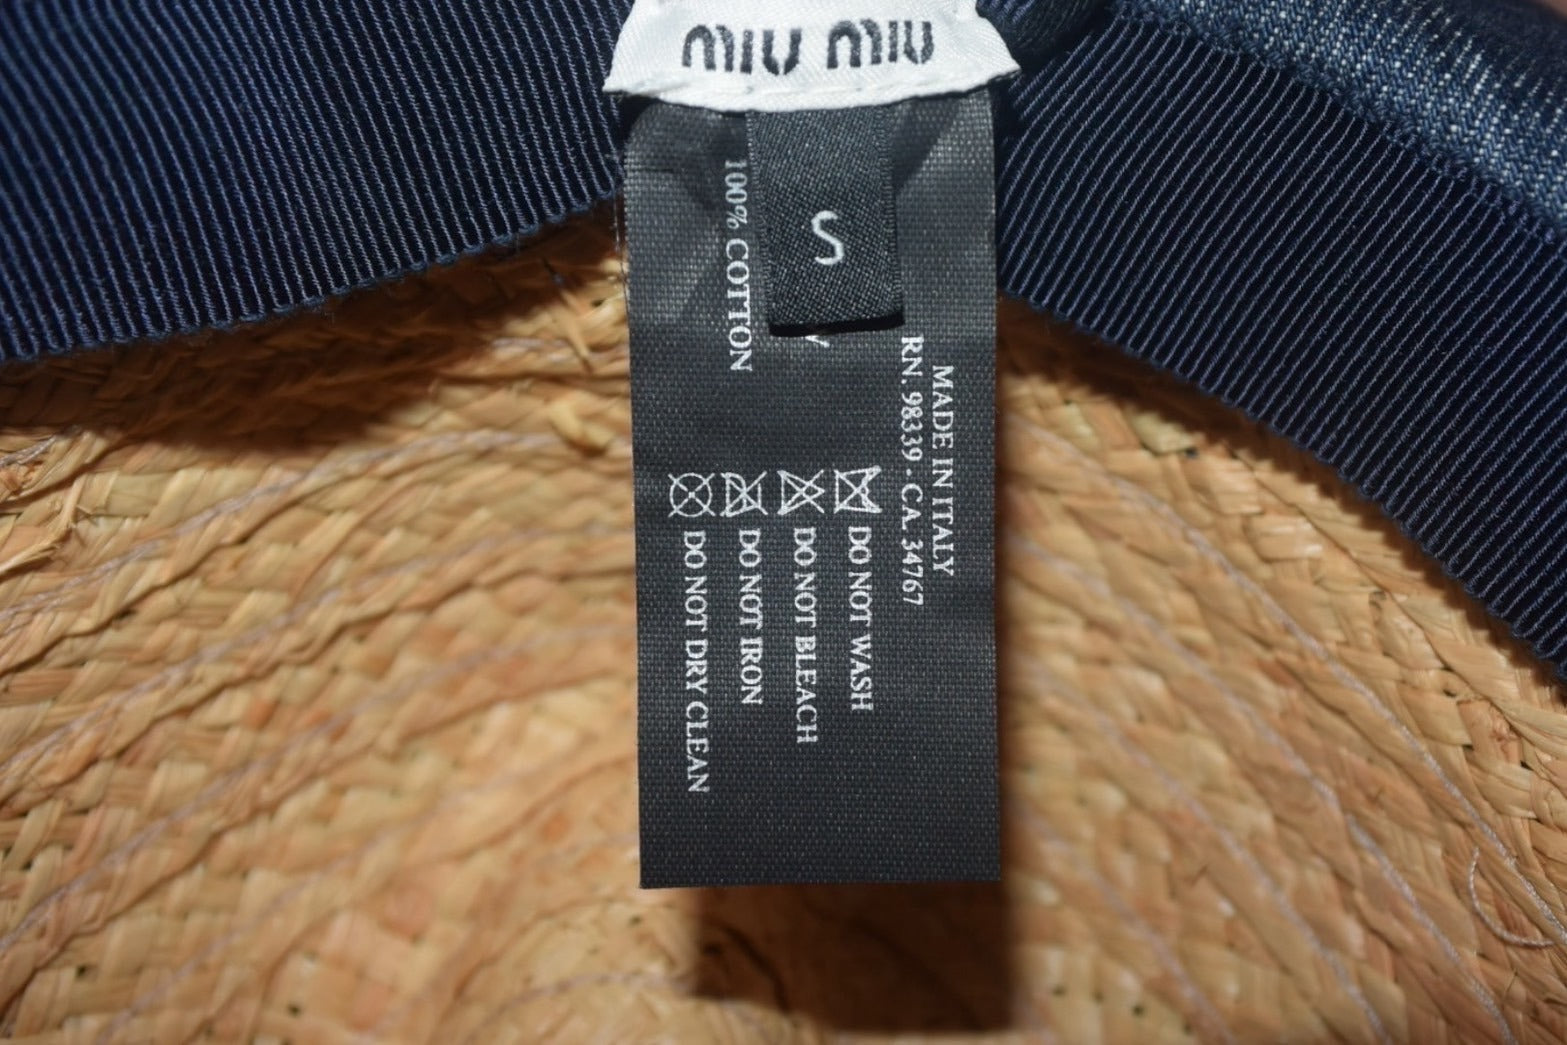 MIU MIU
S
MADE IN ITALY
RN. 98339 - CA. 34767
100% COTTON
DO NOT WASH
DO NOT BLEACH
DO NOT IRON
DO NOT DRY CLEAN